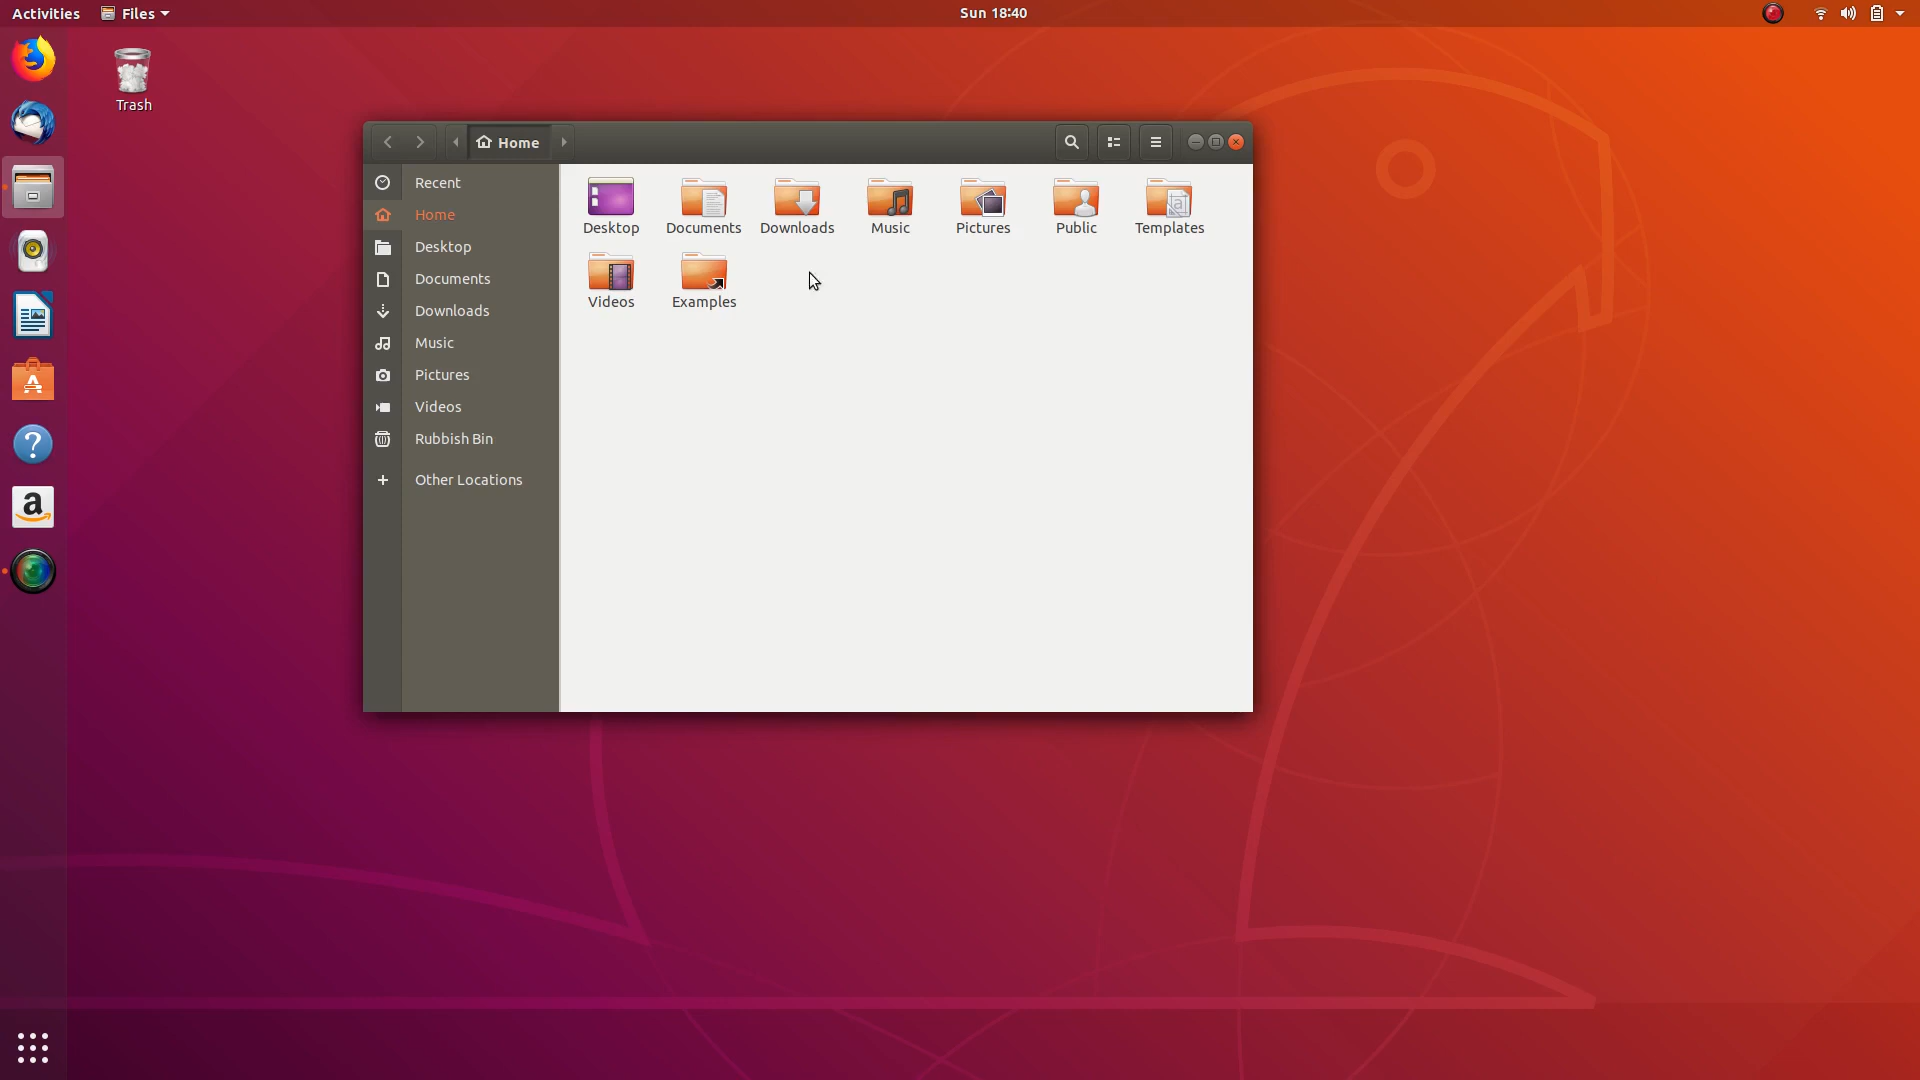 Activities Files Sun 18:40
Trash
Home
Recent
Home
Desktop
Documents
Downloads
Music
Pictures
Videos
Rubbish Bin
Other Locations
Desktop Documents Downloads Music Pictures Public Templates
Videos Examples